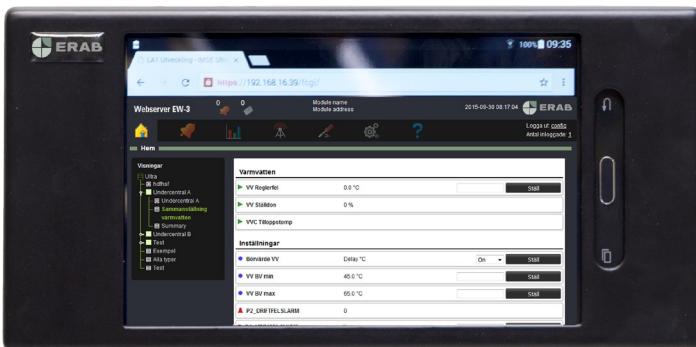 ERAB
100% 09:35
LAT Utveckling - IMSE Ultr ×
https://192.168.16.39/fcgi/
Webserver EW-3
0 0
Module name
Module address
2015-09-30 08:17:04
ERAB
?
Logga ut: config
Antal inloggade: 1
Hem
Visningar
Ultra
hdfhsf
Undercentral A
Undercentral A
Sammanställning
varmvatten
Summary
Undercentral B
Test
Exempel
Alla typer
Test
Varmvatten
VV Reglerfel 0.0 °C Ställ
VV Ställdon 0 %
VVC Tilloppstemp
Inställningar
Börvärde VV Delay °C On Ställ
VV BV min 45.0 °C Ställ
VV BV max 65.0 °C Ställ
P2_DRIFTFELSLARM 0